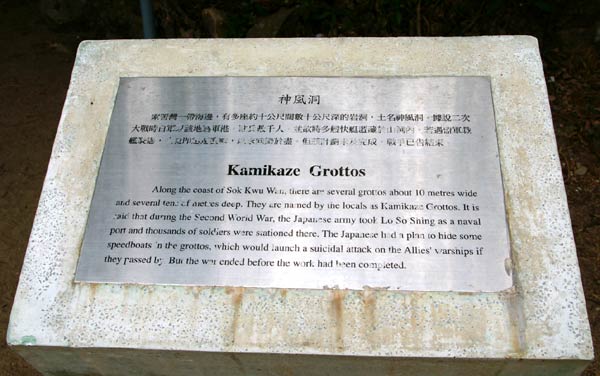 神風洞
索罟灣一帶海邊，有多座約十公尺闊數十公尺深的岩洞，土名神風洞。據說二次
大戰時日軍
Kamikaze Grottos
Along the coast of Sok Kwu Wan, there are several grottos about 10 metres wide
and several tens of metres deep. They are named by the locals as Kamikaze Grottos. It is
said that during the Second World War, the Japanese army took Lo So Shing as a naval
port and thousands of soldiers were stationed there. The Japanese had a plan to hide some
speedboats in the grottos, which would launch a suicidal attack on the Allies' warships if
they passed by. But the war ended before the work had been completed.